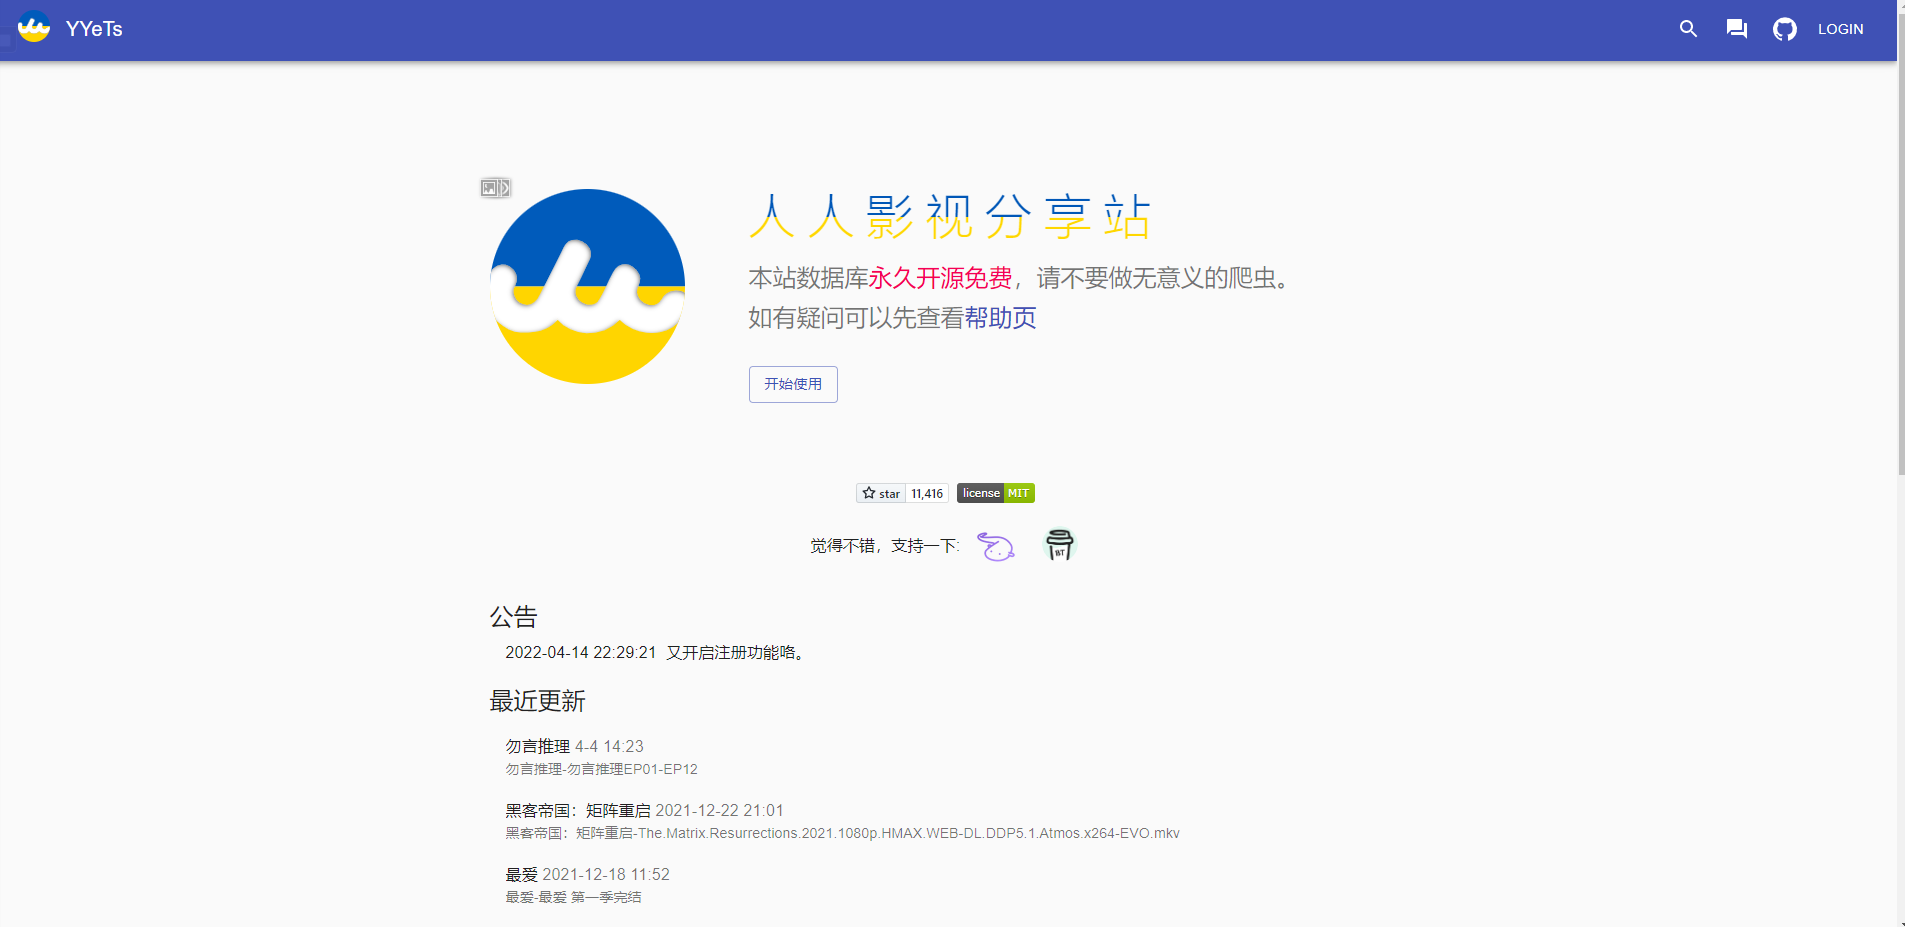 YYeTs
LOGIN
人人影视分享站
本站数据库永久开源免费，请不要做无意义的爬虫。
如有疑问可以先查看帮助页
开始使用
star 11,416 license MIT
觉得不错，支持一下:
BT
公告
2022-04-14 22:29:21 又开启注册功能咯。
最近更新
勿言推理 4-4 14:23
勿言推理-勿言推理EP01-EP12
黑客帝国：矩阵重启 2021-12-22 21:01
黑客帝国：矩阵重启-The.Matrix.Resurrections.2021.1080p.HMAX.WEB-DL.DDP5.1.Atmos.x264-EVO.mkv
最爱 2021-12-18 11:52
最爱-最爱 第一季完结